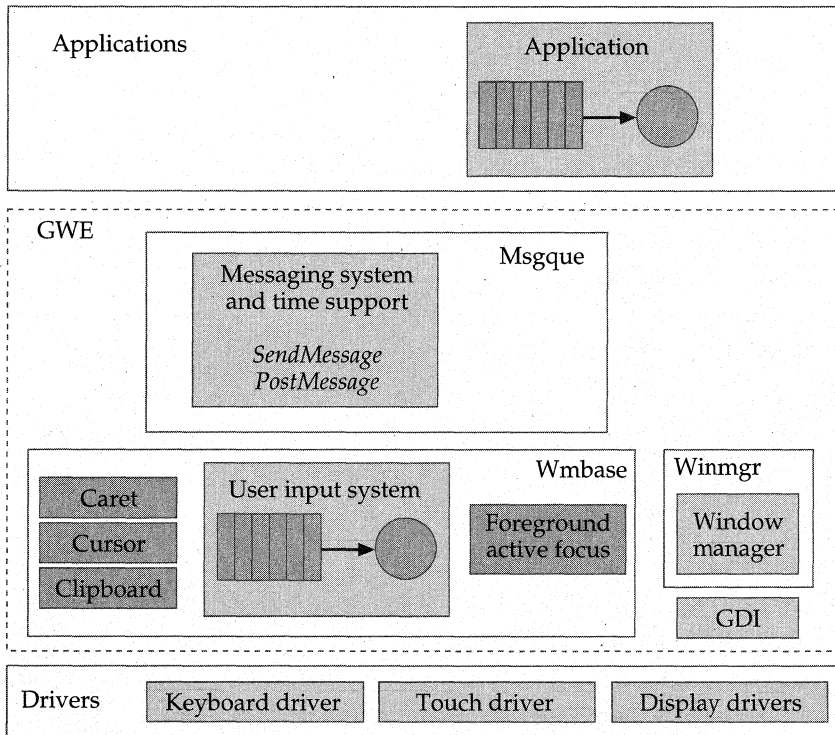 Applications
Application
GWE
Msgque
Messaging system
and time support
SendMessage
PostMessage
Wmbase
Caret
Cursor
Clipboard
User input system
Foreground
active focus
Winmgr
Window
manager
GDI
Drivers
Keyboard driver
Touch driver
Display drivers